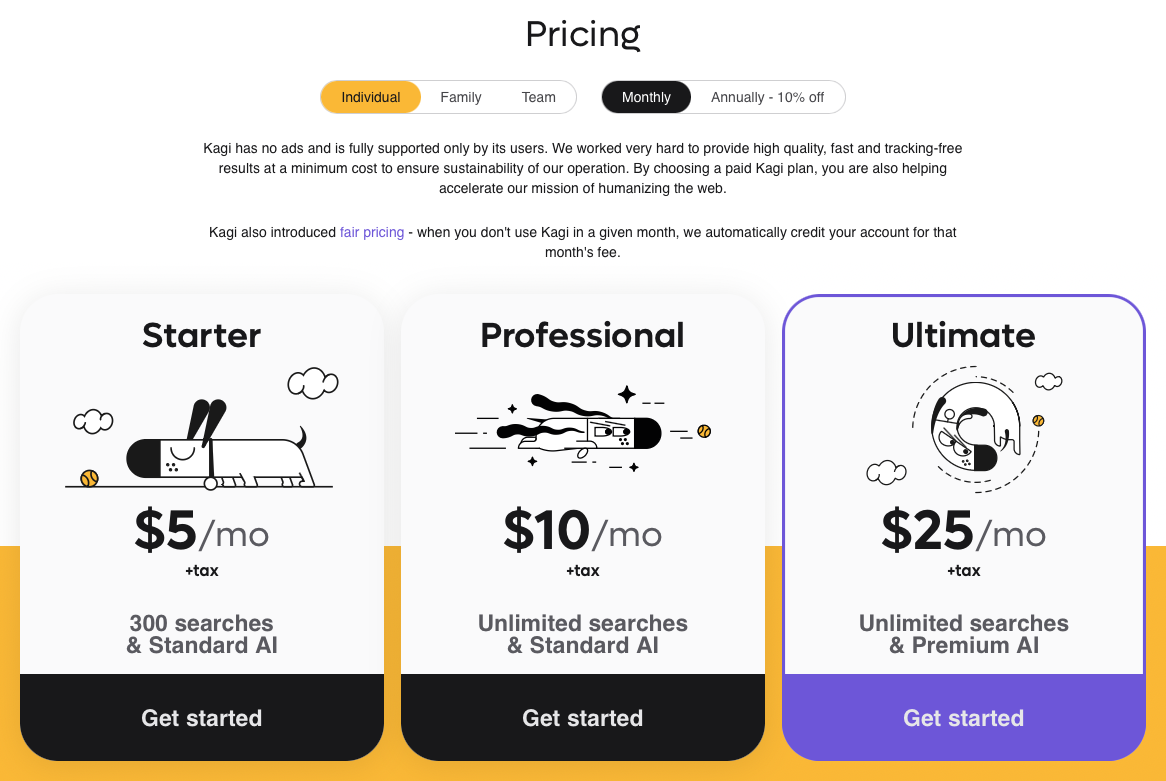 Pricing
Individual Family Team Monthly Annually - 10% off
Kagi has no ads and is fully supported only by its users. We worked very hard to provide high quality, fast and tracking-free
results at a minimum cost to ensure sustainability of our operation. By choosing a paid Kagi plan, you are also helping
accelerate our mission of humanizing the web.
Kagi also introduced fair pricing - when you don't use Kagi in a given month, we automatically credit your account for that
month's fee.
Starter
$5/mo
+tax
300 searches
& Standard AI
Get started
Professional
$10/mo
+tax
Unlimited searches
& Standard AI
Get started
Ultimate
$25/mo
+tax
Unlimited searches
& Premium AI
Get started